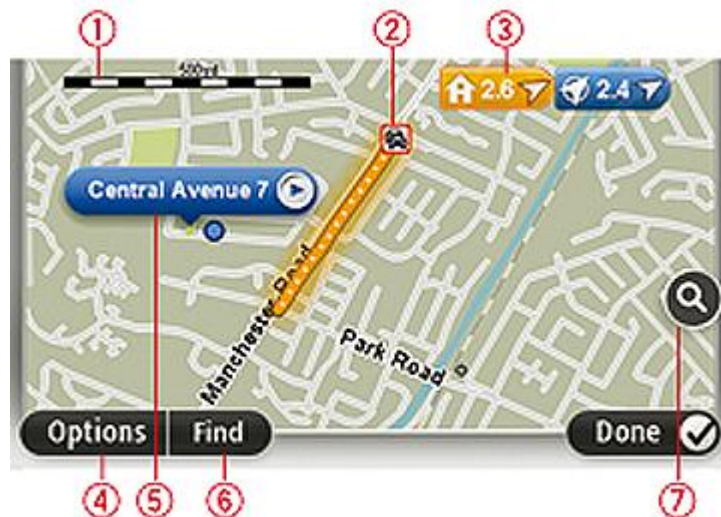 ① ② ③
500yd
2.6 2.4
Central Avenue 7
Manchester Road
Park Road
Options Find Done
④ ⑤ ⑥ ⑦